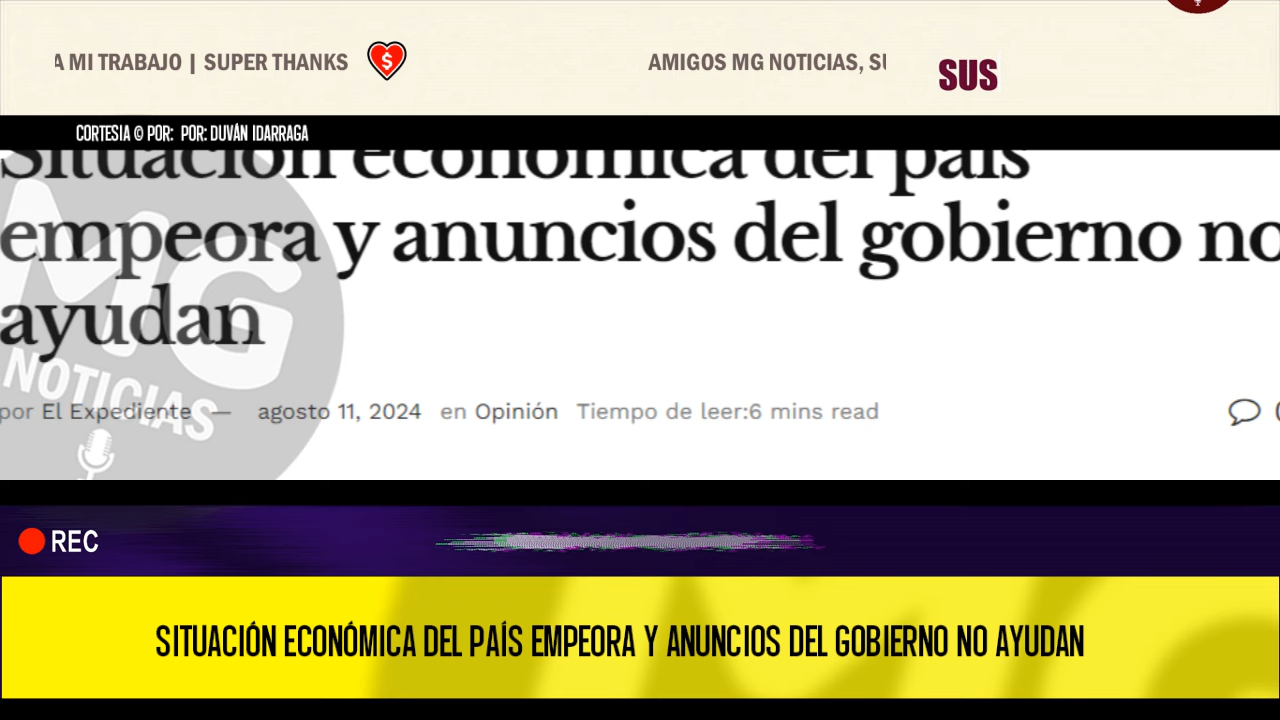 A MI TRABAJO | SUPER THANKS
AMIGOS MG NOTICIAS, SU
SUS
CORTESIA © POR: POR: DUVÁN IDARRAGA
Situación económica del país
empeora y anuncios del gobierno no
ayudan
MG
NOTICIAS
por El Expediente — agosto 11, 2024 en Opinión Tiempo de leer:6 mins read
REC
SITUACIÓN ECONÓMICA DEL PAÍS EMPEORA Y ANUNCIOS DEL GOBIERNO NO AYUDAN